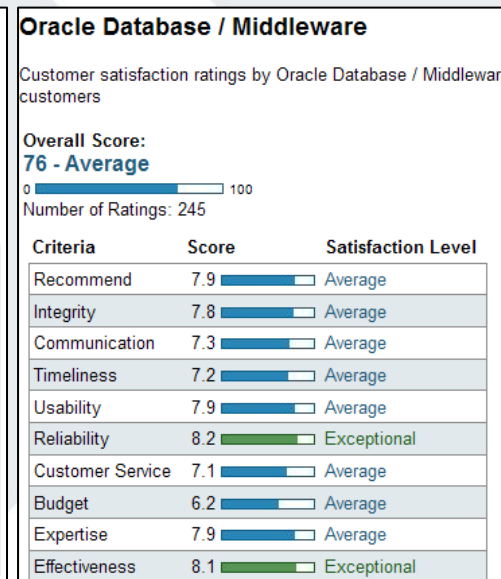 Oracle Database / Middleware
Customer satisfaction ratings by Oracle Database /
customers
Overall Score:
76 - Average
0 100
Number of Ratings: 245
Criteria Score Satisfaction Level
Recommend 7.9 Average
Integrity 7.8 Average
Communication 7.3 Average
Timeliness 7.2 Average
Usability 7.9 Average
Reliability 8.2 Exceptional
Customer Service 7.1 Average
Budget 6.2 Average
Expertise 7.9 Average
Effectiveness 8.1 Exceptional